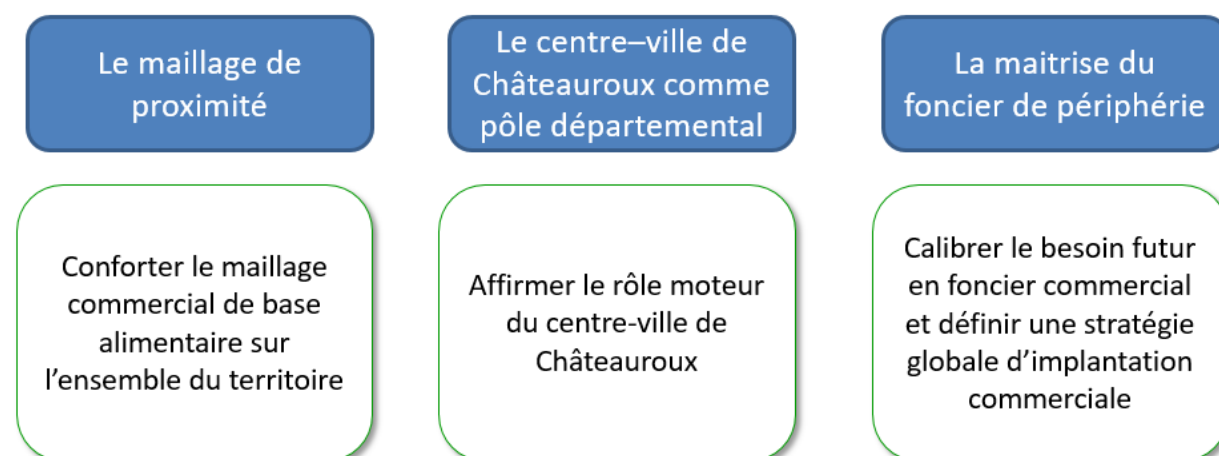 Le maillage de
proximité
Le centre–ville de
Châteauroux comme
pôle départemental
La maitrise du
foncier de périphérie
Conforter le maillage
commercial de base
alimentaire sur
l’ensemble du territoire
Affirmer le rôle moteur
du centre-ville de
Châteauroux
Calibrer le besoin futur
en foncier commercial
et définir une stratégie
globale d’implantation
commerciale